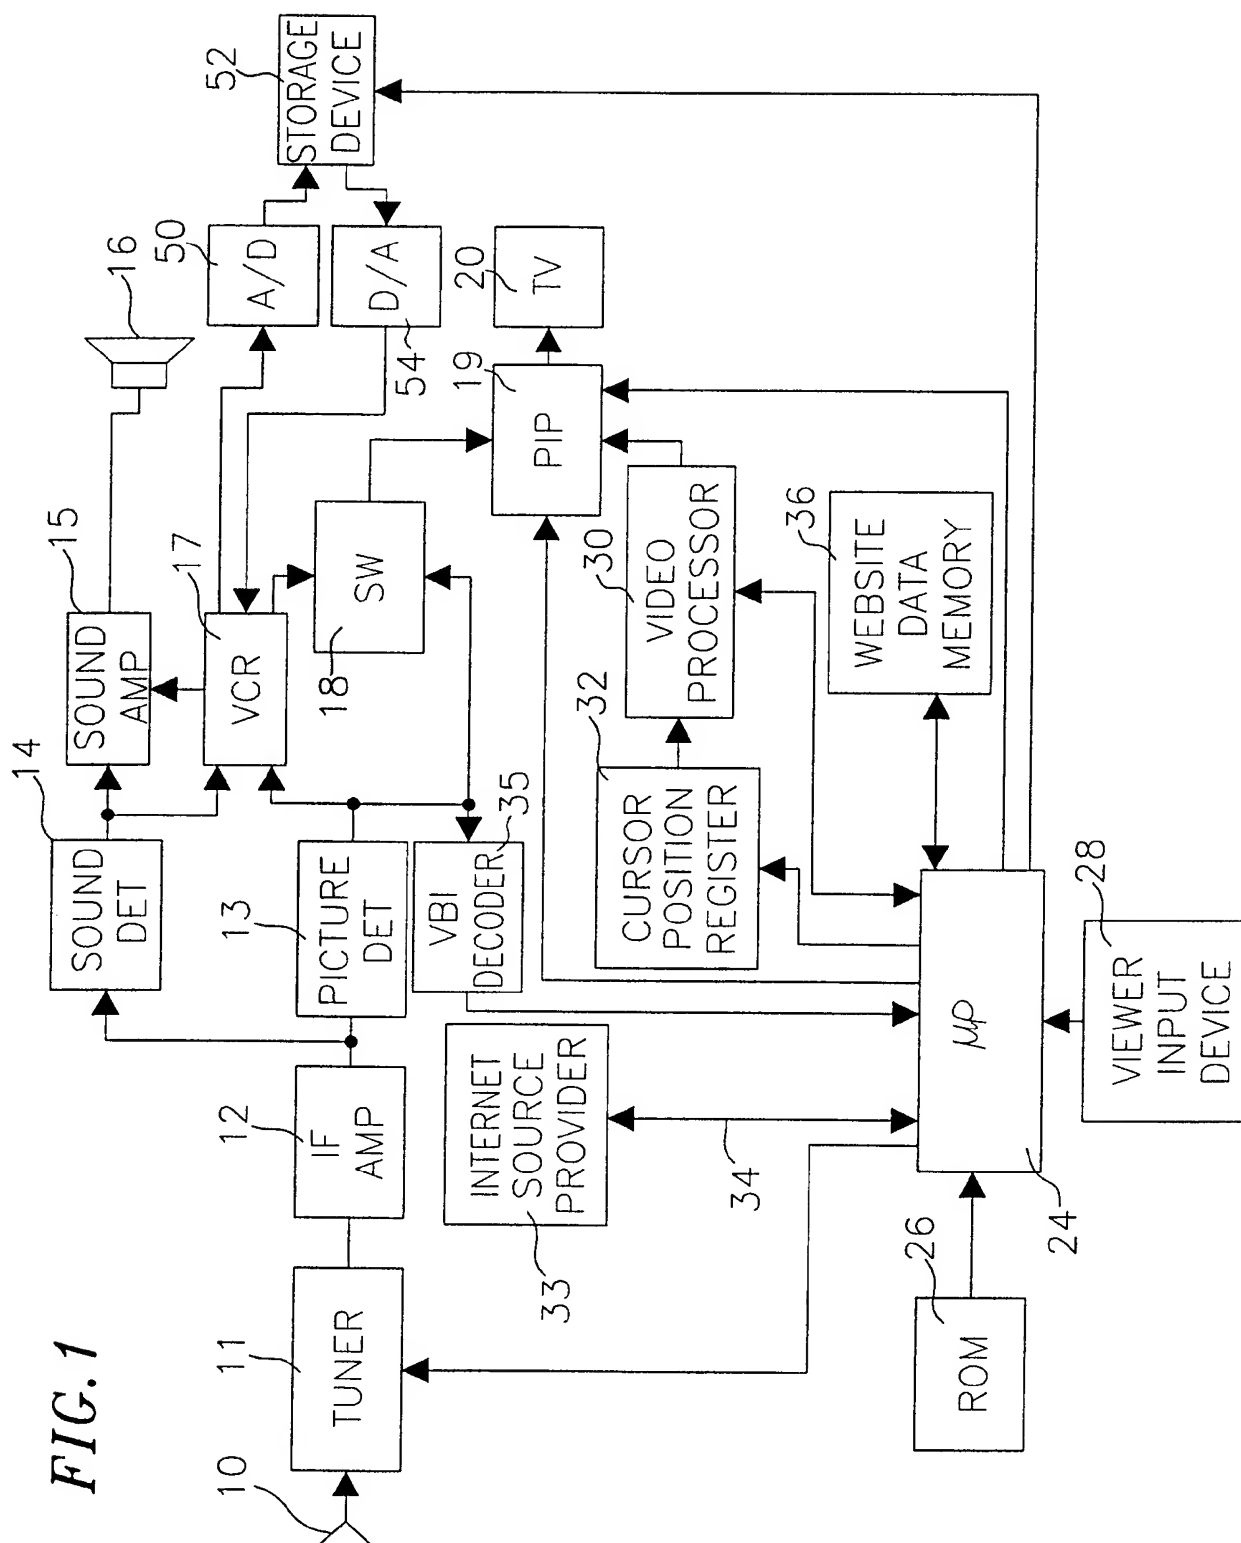 FIG.1
10
11
TUNER
12
IF
AMP
13
PICTURE
DET
14
SOUND
DET
15
SOUND
AMP
16
17
VCR
18
SW
50
A/D
52
STORAGE
DEVICE
54
D/A
19
PIP
20
TV
35
VBI
DECODER
33
INTERNET
SOURCE
PROVIDER
34
32
CURSOR
POSITION
REGISTER
30
VIDEO
PROCESSOR
36
WEBSITE
DATA
MEMORY
26
ROM
24
μP
28
VIEWER
INPUT
DEVICE